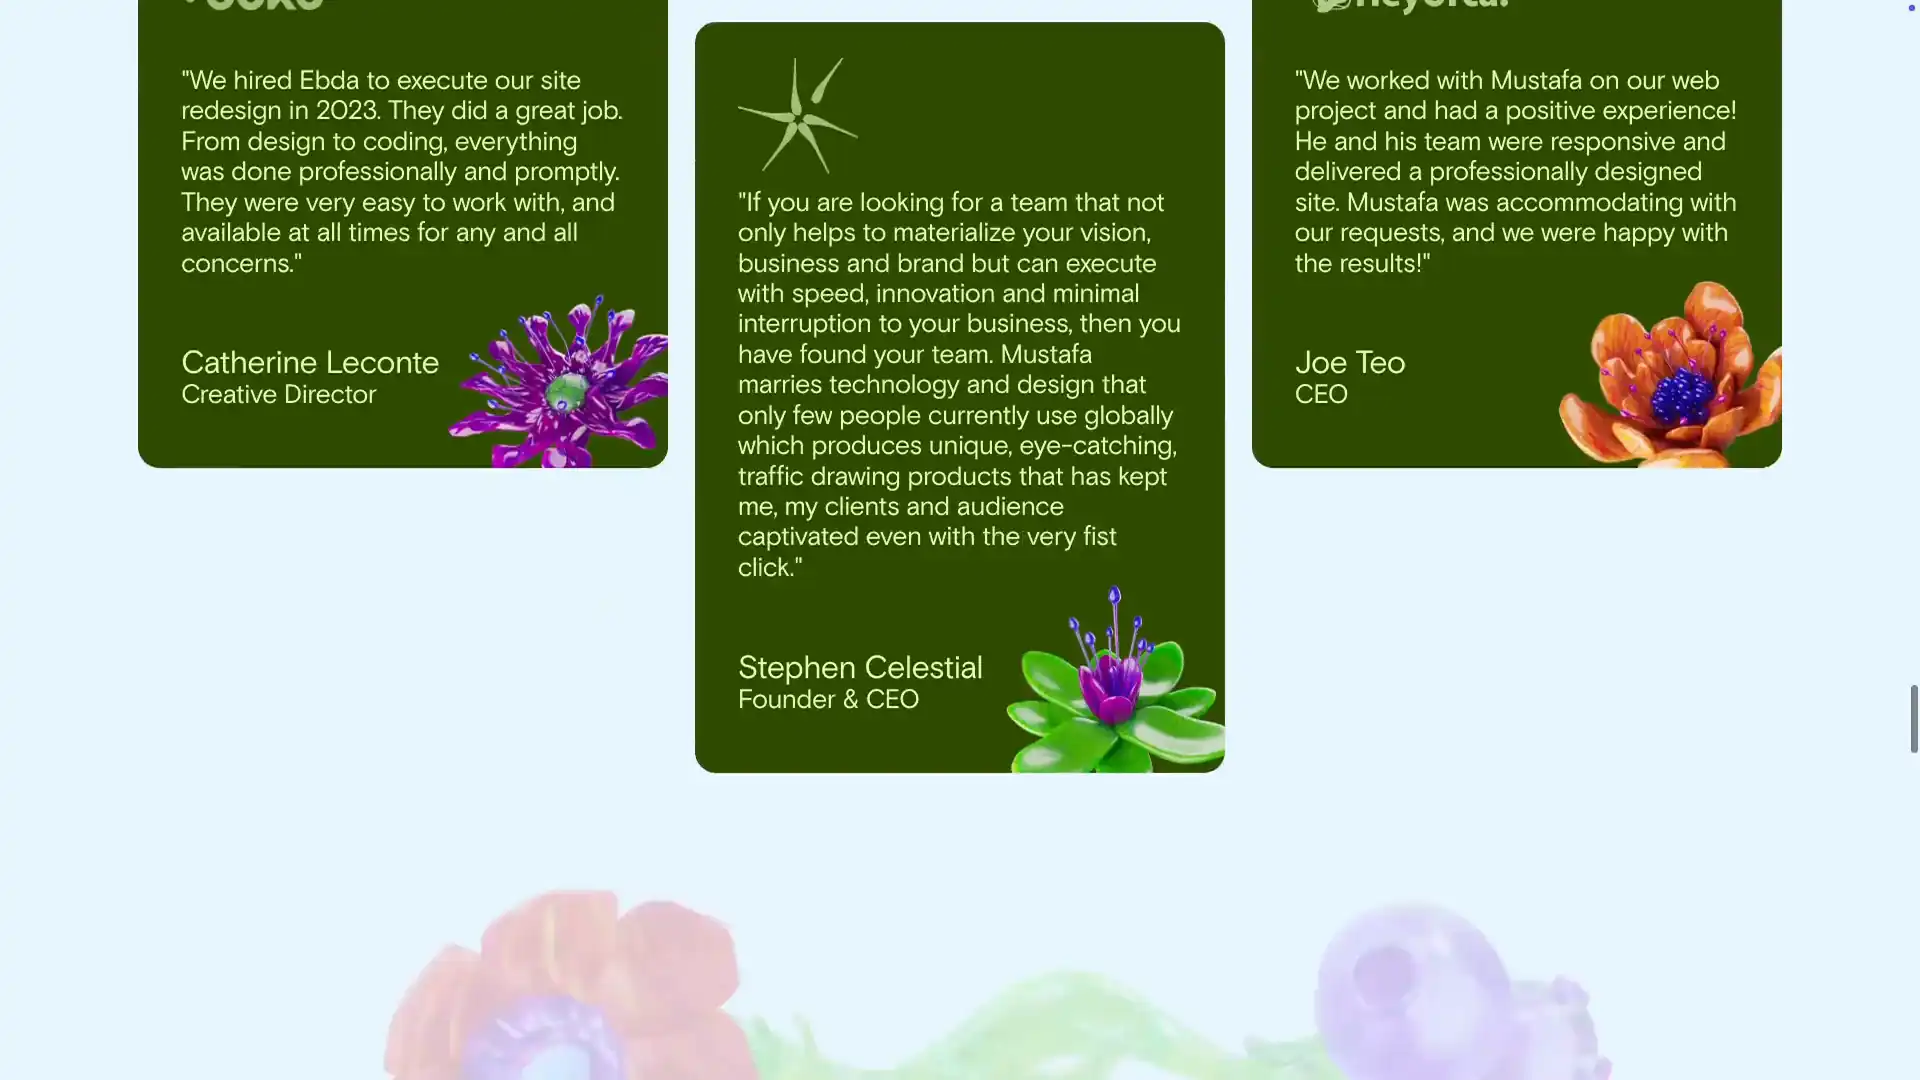 "We hired Ebda to execute our site
redesign in 2023. They did a great job.
From design to coding, everything
was done professionally and promptly.
They were very easy to work with, and
available at all times for any and all
concerns."
Catherine Leconte
Creative Director
"If you are looking for a team that not
only helps to materialize your vision,
business and brand but can execute
with speed, innovation and minimal
interruption to your business, then you
have found your team. Mustafa
marries technology and design that
only few people currently use globally
which produces unique, eye-catching,
traffic drawing products that has kept
me, my clients and audience
captivated even with the very fist
click."
Stephen Celestial
Founder & CEO
"We worked with Mustafa on our web
project and had a positive experience!
He and his team were responsive and
delivered a professionally designed
site. Mustafa was accommodating with
our requests, and we were happy with
the results!"
Joe Teo
CEO